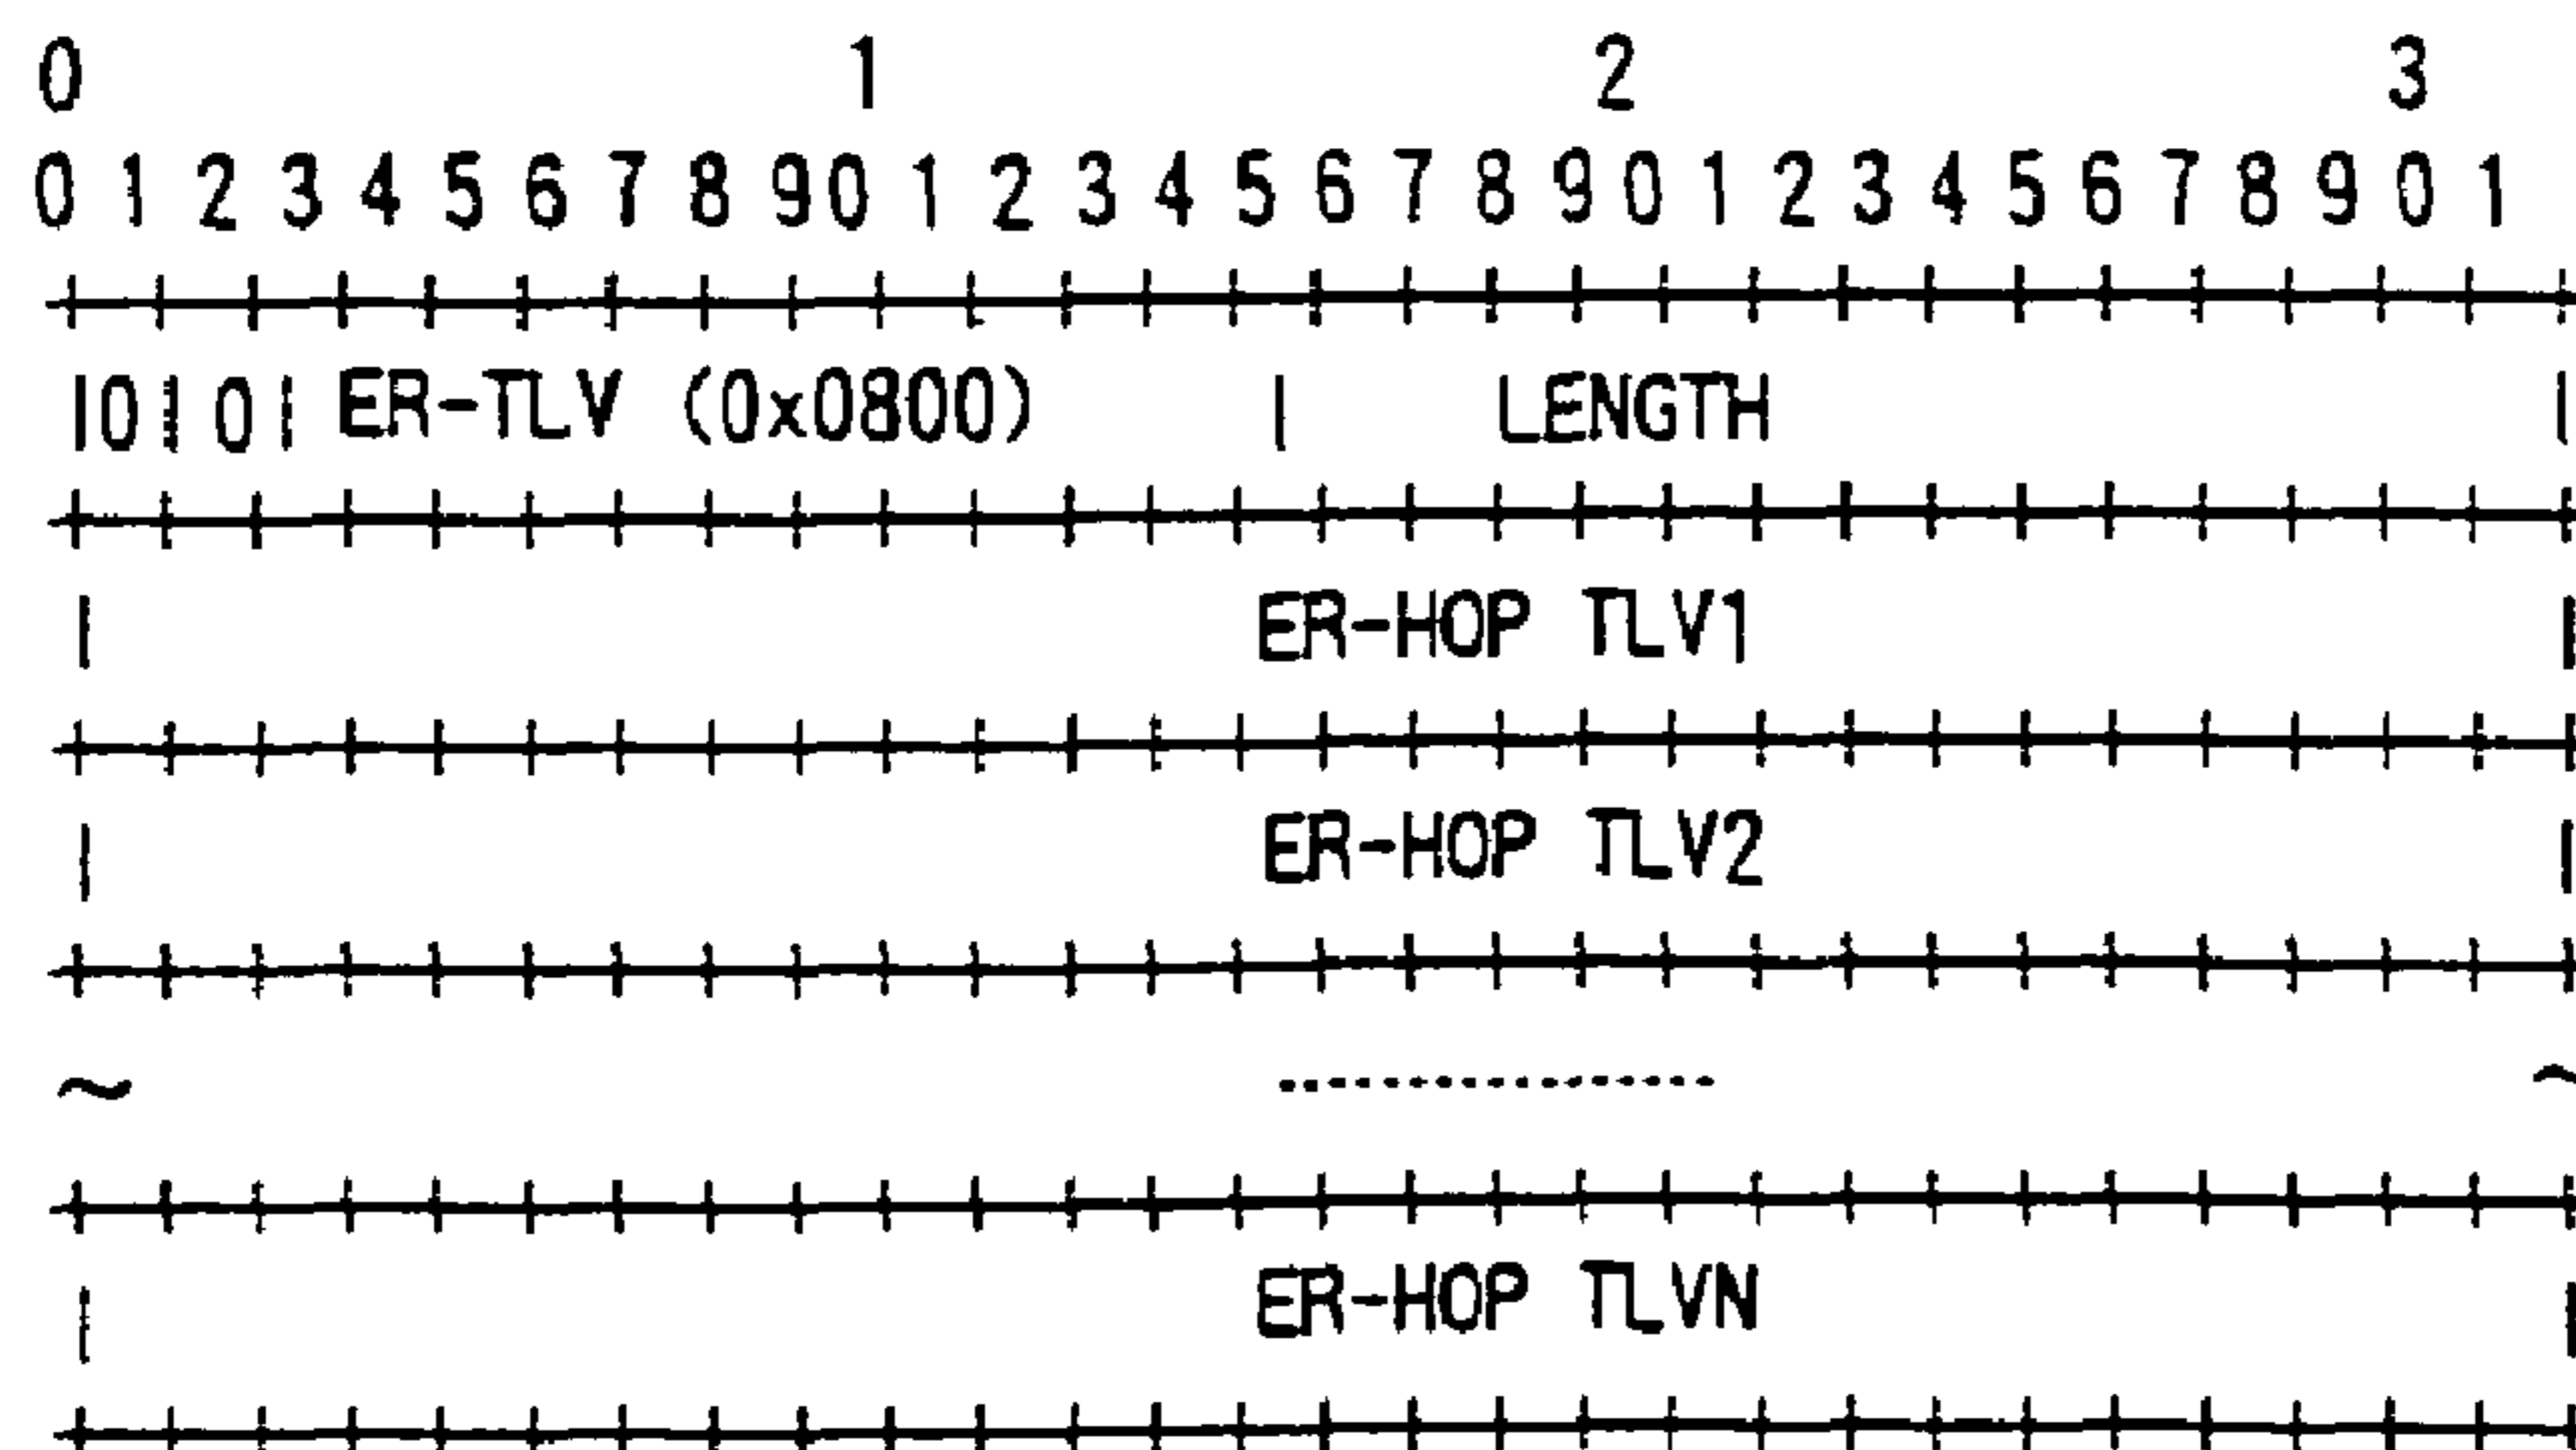 0 1 2 3
0 1 2 3 4 5 6 7 8 9 0 1 2 3 4 5 6 7 8 9 0 1 2 3 4 5 6 7 8 9 0 1
|0| 0| ER-TLV (0x0800) | LENGTH |
| ER-HOP TLV1 |
| ER-HOP TLV2 |
~ ................. ~
| ER-HOP TLVN |